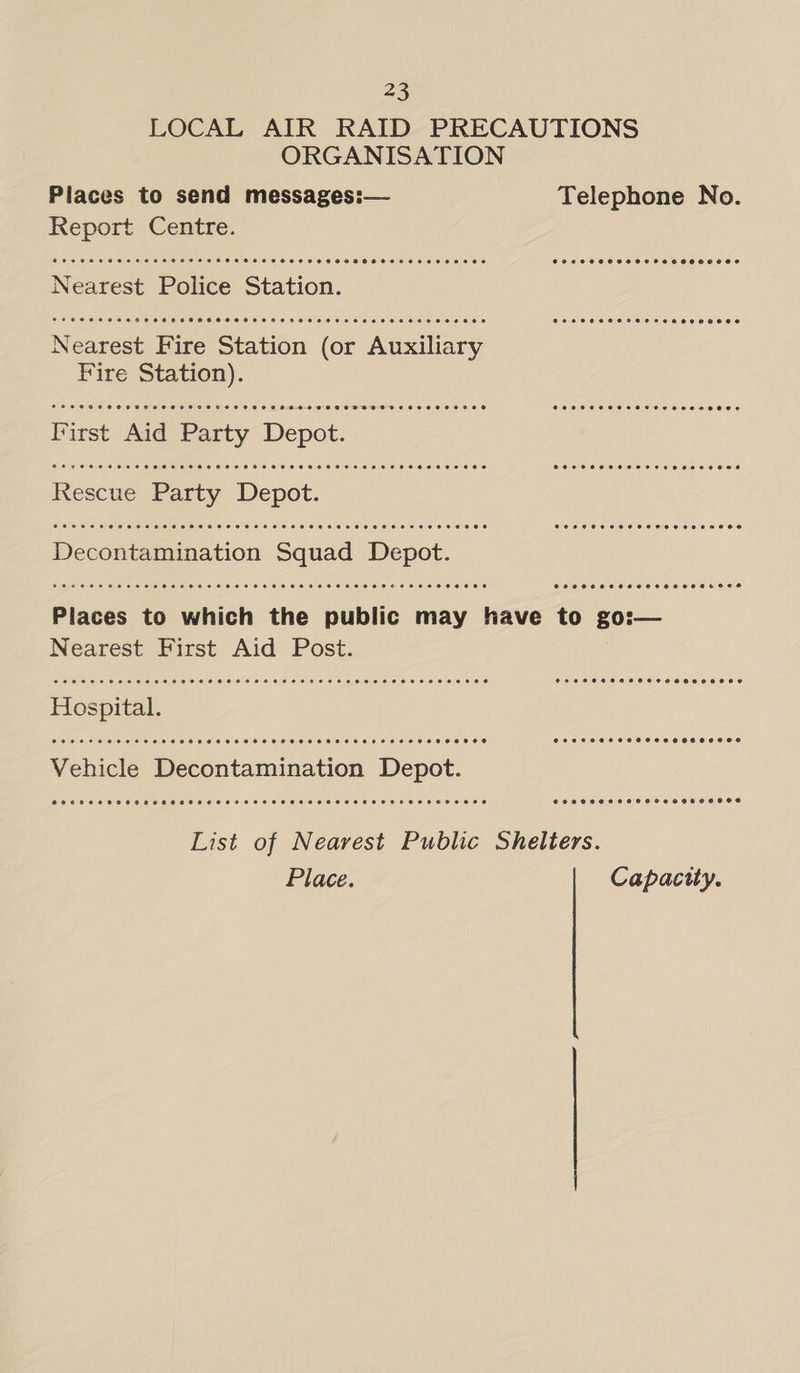 23
LOCAL AIR RAID PRECAUTIONS
ORGANISATION
Places to send messages:— Telephone No.
Report Centre.
Nearest Police Station.
Nearest Fire Station (or Auxiliary
Fire Station).
First Aid Party Depot.
Rescue Party Depot.
Decontamination Squad Depot.
Places to which the public may have to go:—
Nearest First Aid Post.
Hospital.
Vehicle Decontamination Depot.
List of Nearest Public Shelters.
Place. Capacity.